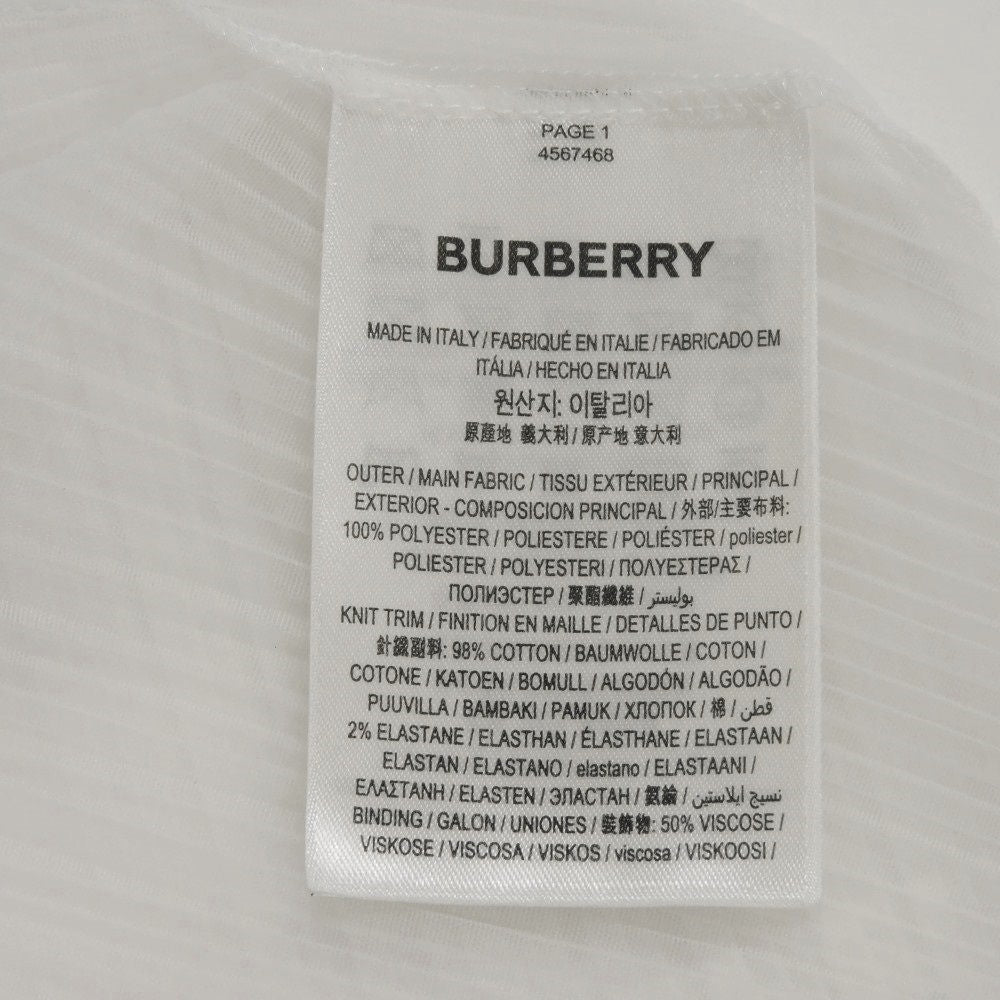 PAGE 1
4567468
BURBERRY
MADE IN ITALY / FABRIQUÉ EN ITALIE / FABRICADO EM
ITÁLIA / HECHO EN ITALIA
원산지: 이탈리아
原產地 義大利 / 原产地 意大利
OUTER / MAIN FABRIC / TISSU EXTÉRIEUR / PRINCIPAL /
EXTERIOR - COMPOSICION PRINCIPAL / 外部/主要布料:
100% POLYESTER / POLIESTERE / POLIÉSTER / poliester /
POLIESTER / POLYESTERI / ΠΟΛΥΕΣΤΕΡΑΣ /
ПОЛИЭСТЕР / 聚酯纖維 / بوليستر
KNIT TRIM / FINITION EN MAILLE / DETALLES DE PUNTO /
針織副料: 98% COTTON / BAUMWOLLE / COTON /
COTONE / KATOEN / BOMULL / ALGODÓN / ALGODÃO /
PUUVILLA / BAMBAKI / PAMUK / ХЛОПОК / 棉 / قطن
2% ELASTANE / ELASTHAN / ÉLASTHANE / ELASTAAN /
ELASTAN / ELASTANO / elastano / ELASTAANI /
ΕΛΑΣΤΑΝΗ / ELASTEN / ЭЛАСТАН / 氨綸 / نسيج ايلاستين
BINDING / GALON / UNIONES / 裝飾物: 50% VISCOSE /
VISKOSE / VISCOSA / VISKOS / viscosa / VISKOOSI /